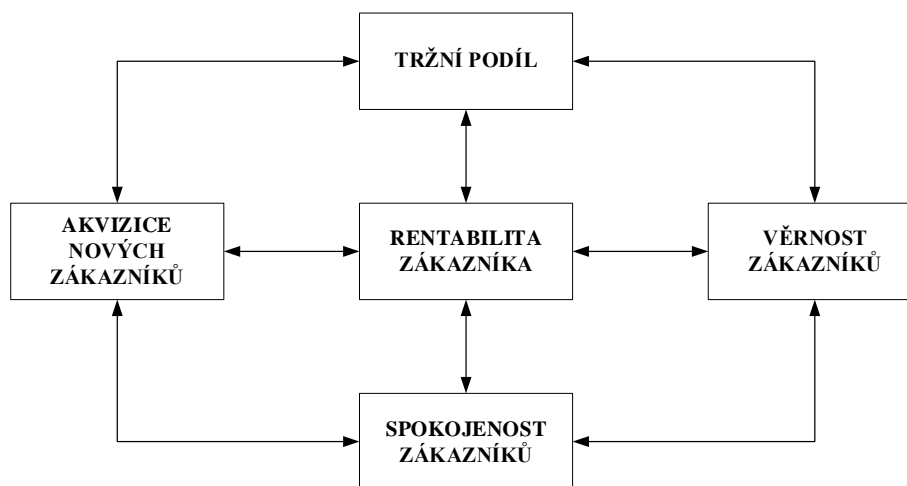 TRŽNÍ PODÍL
AKVIZICE
NOVÝCH
ZÁKAZNÍKŮ
RENTABILITA
ZÁKAZNÍKA
VĚRNOST
ZÁKAZNÍKŮ
SPOKOJENOST
ZÁKAZNÍKŮ